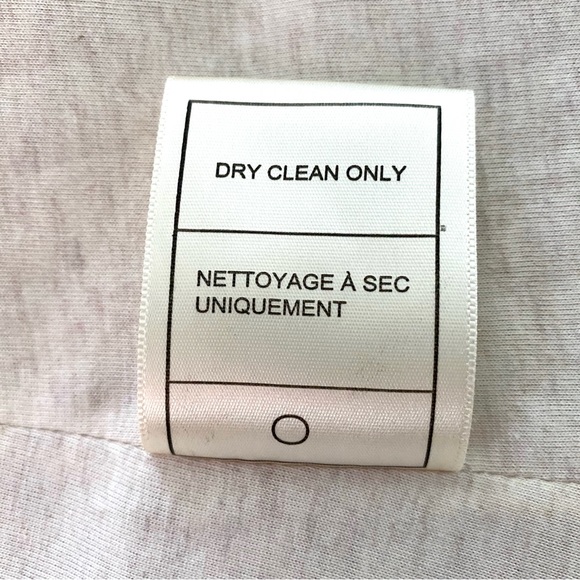 DRY CLEAN ONLY
NETTOYAGE À SEC
UNIQUEMENT